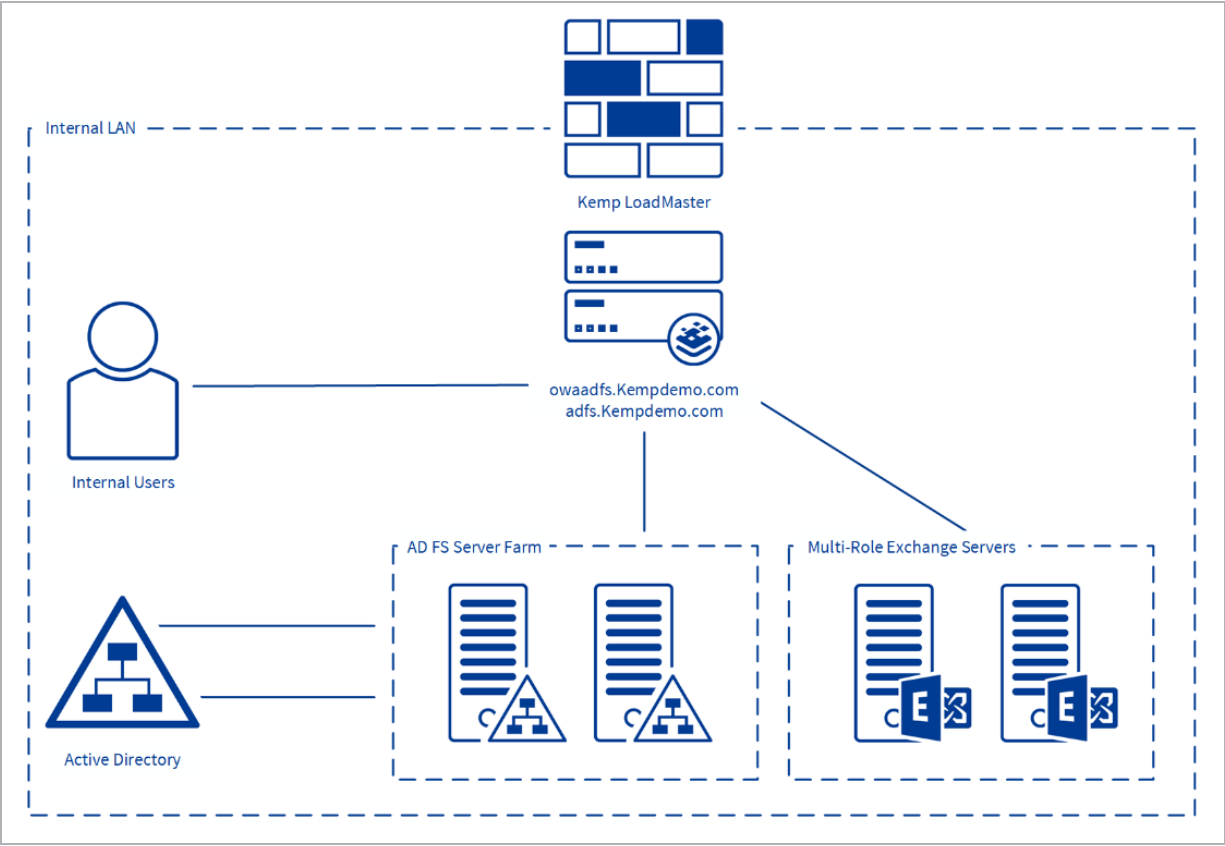 Internal LAN
Kemp LoadMaster
owaadfs.Kempdemo.com
adfs.Kempdemo.com
Internal Users
AD FS Server Farm
Multi-Role Exchange Servers
E
E
Active Directory